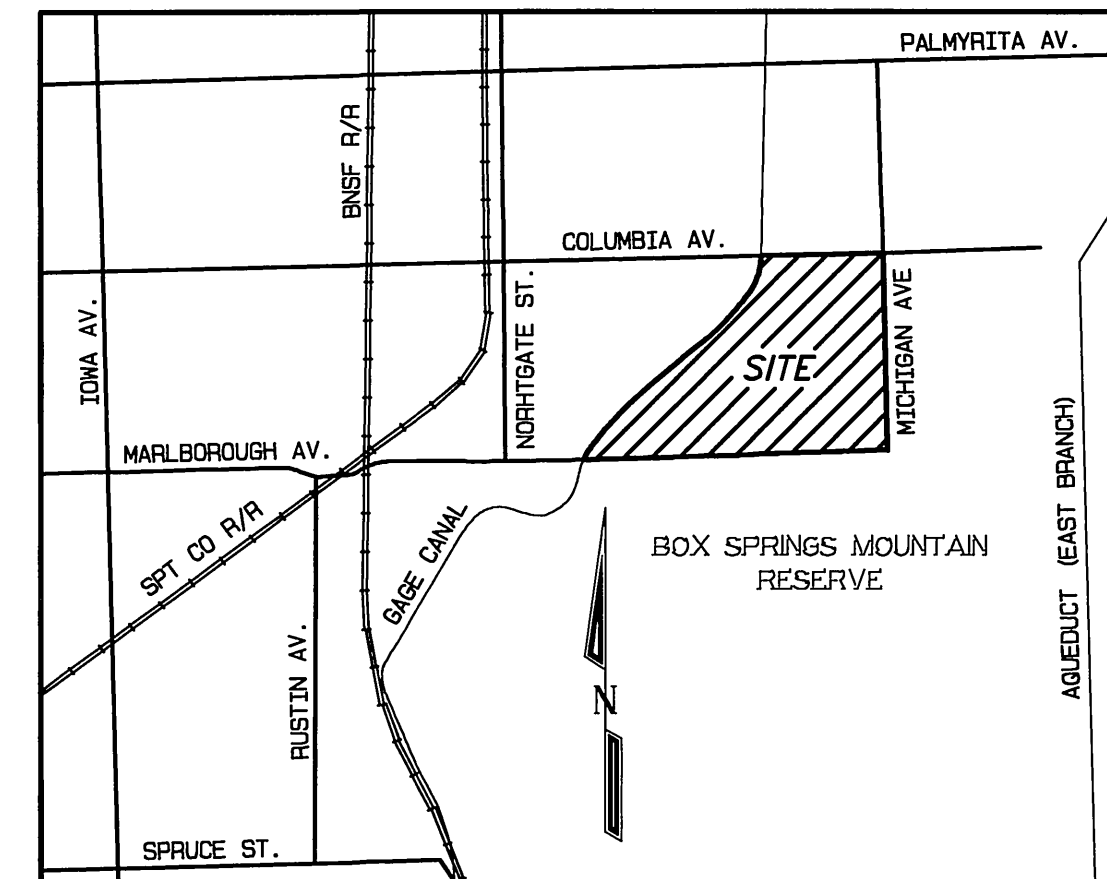 PALMYRITA AV.
BNSF R/R
COLUMBIA AV.
IOWA AV.
NORHTGATE ST.
MICHIGAN AVE
SITE
MARLBOROUGH AV.
SPT CO R/R
GAGE CANAL
BOX SPRINGS MOUNTAIN
RESERVE
AQUEDUCT (EAST BRANCH)
RUSTIN AV.
N
SPRUCE ST.